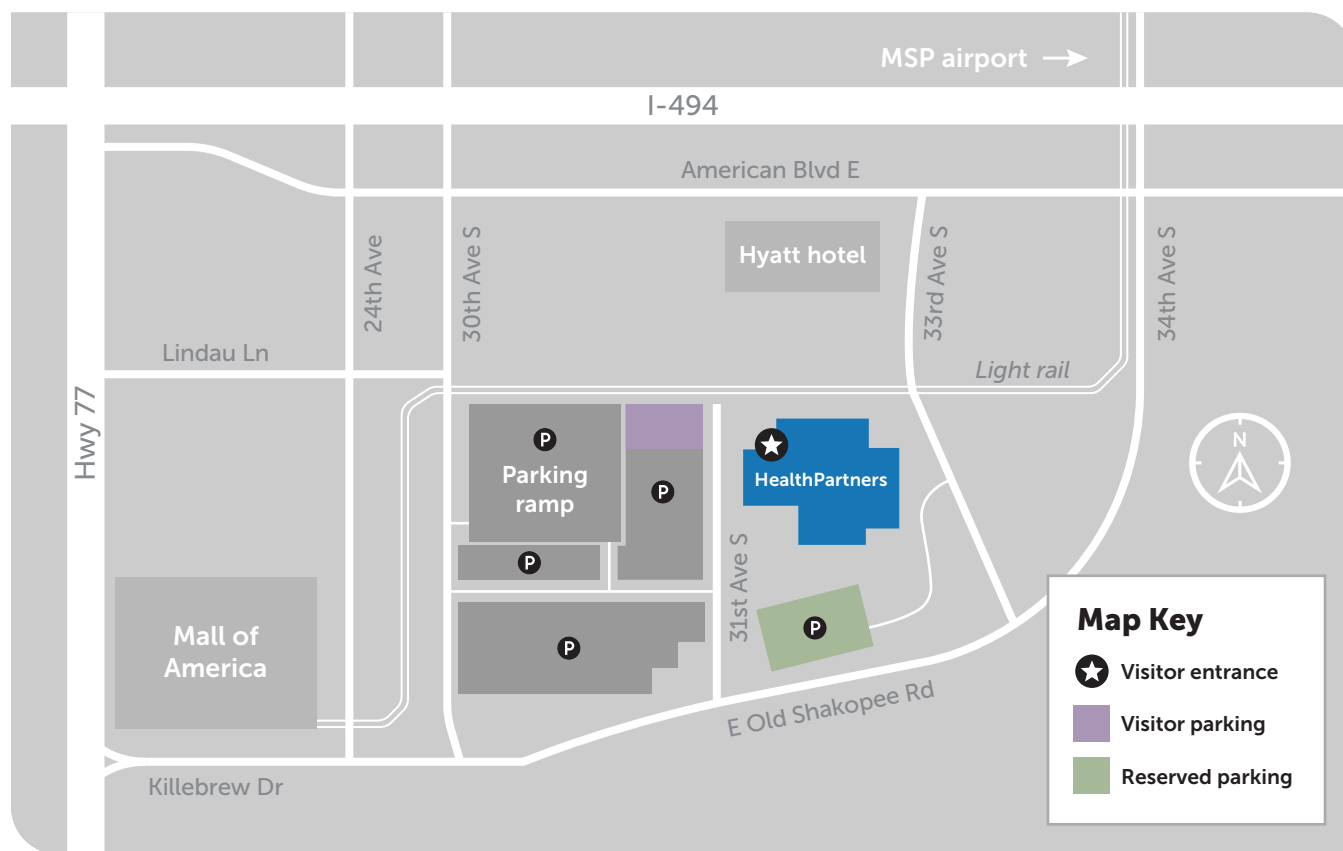 MSP airport
I-494
American Blvd E
Hyatt hotel
24th Ave
30th Ave S
33rd Ave S
34th Ave S
Lindau Ln
Light rail
Hwy 77
N
P
Parking
ramp
P
HealthPartners
P
31st Ave S
P
P
Mall of
America
E Old Shakopee Rd
Killebrew Dr
Map Key
Visitor entrance
Visitor parking
Reserved parking